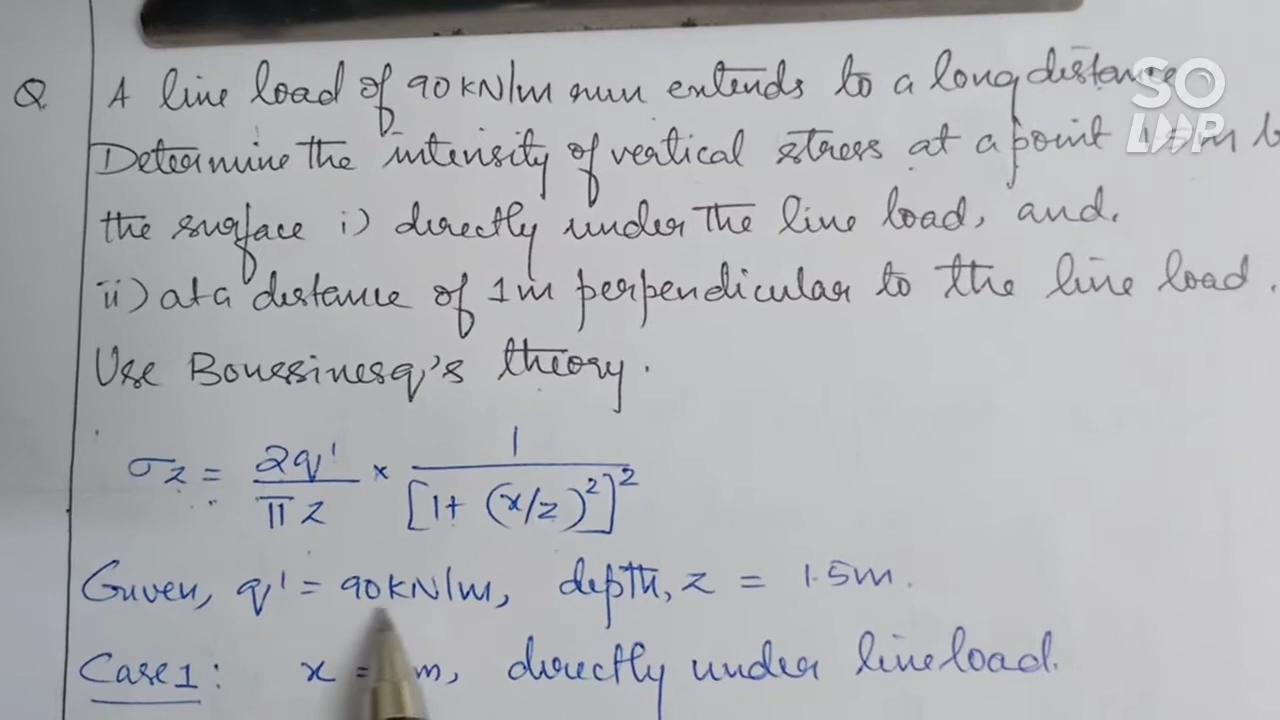 SO
LMP
Q A line load of 90 kN/m run extends to a long distance
Determine the intensity of vertical stress at a point 1.5m
the surface i) directly under the line load, and.
ii) at a distance of 1m perpendicular to the line load.
Use Boussinesq's theory.
σz = 2q'/πz × 1/[1+ (x/z)²]²
Given, q' = 90kN/m, depth, z = 1.5m.
Case 1: x = m, directly under line load.